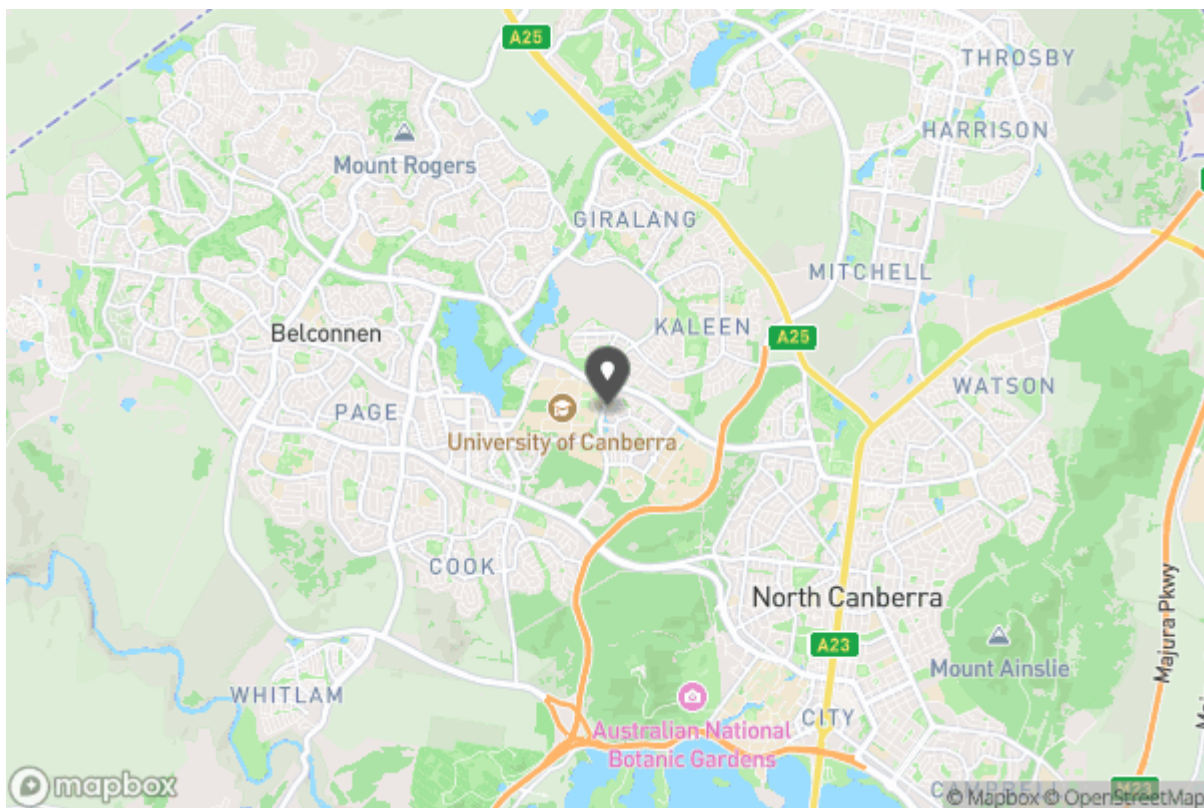 A25
THROSBY
HARRISON
Mount Rogers
GIRALANG
MITCHELL
KALEEN
A25
Belconnen
WATSON
PAGE
University of Canberra
COOK
North Canberra
Majura Pkwy
A23
Mount Ainslie
WHITLAM
CITY
Australian National
Botanic Gardens
mapbox
© Mapbox © OpenStreetMap